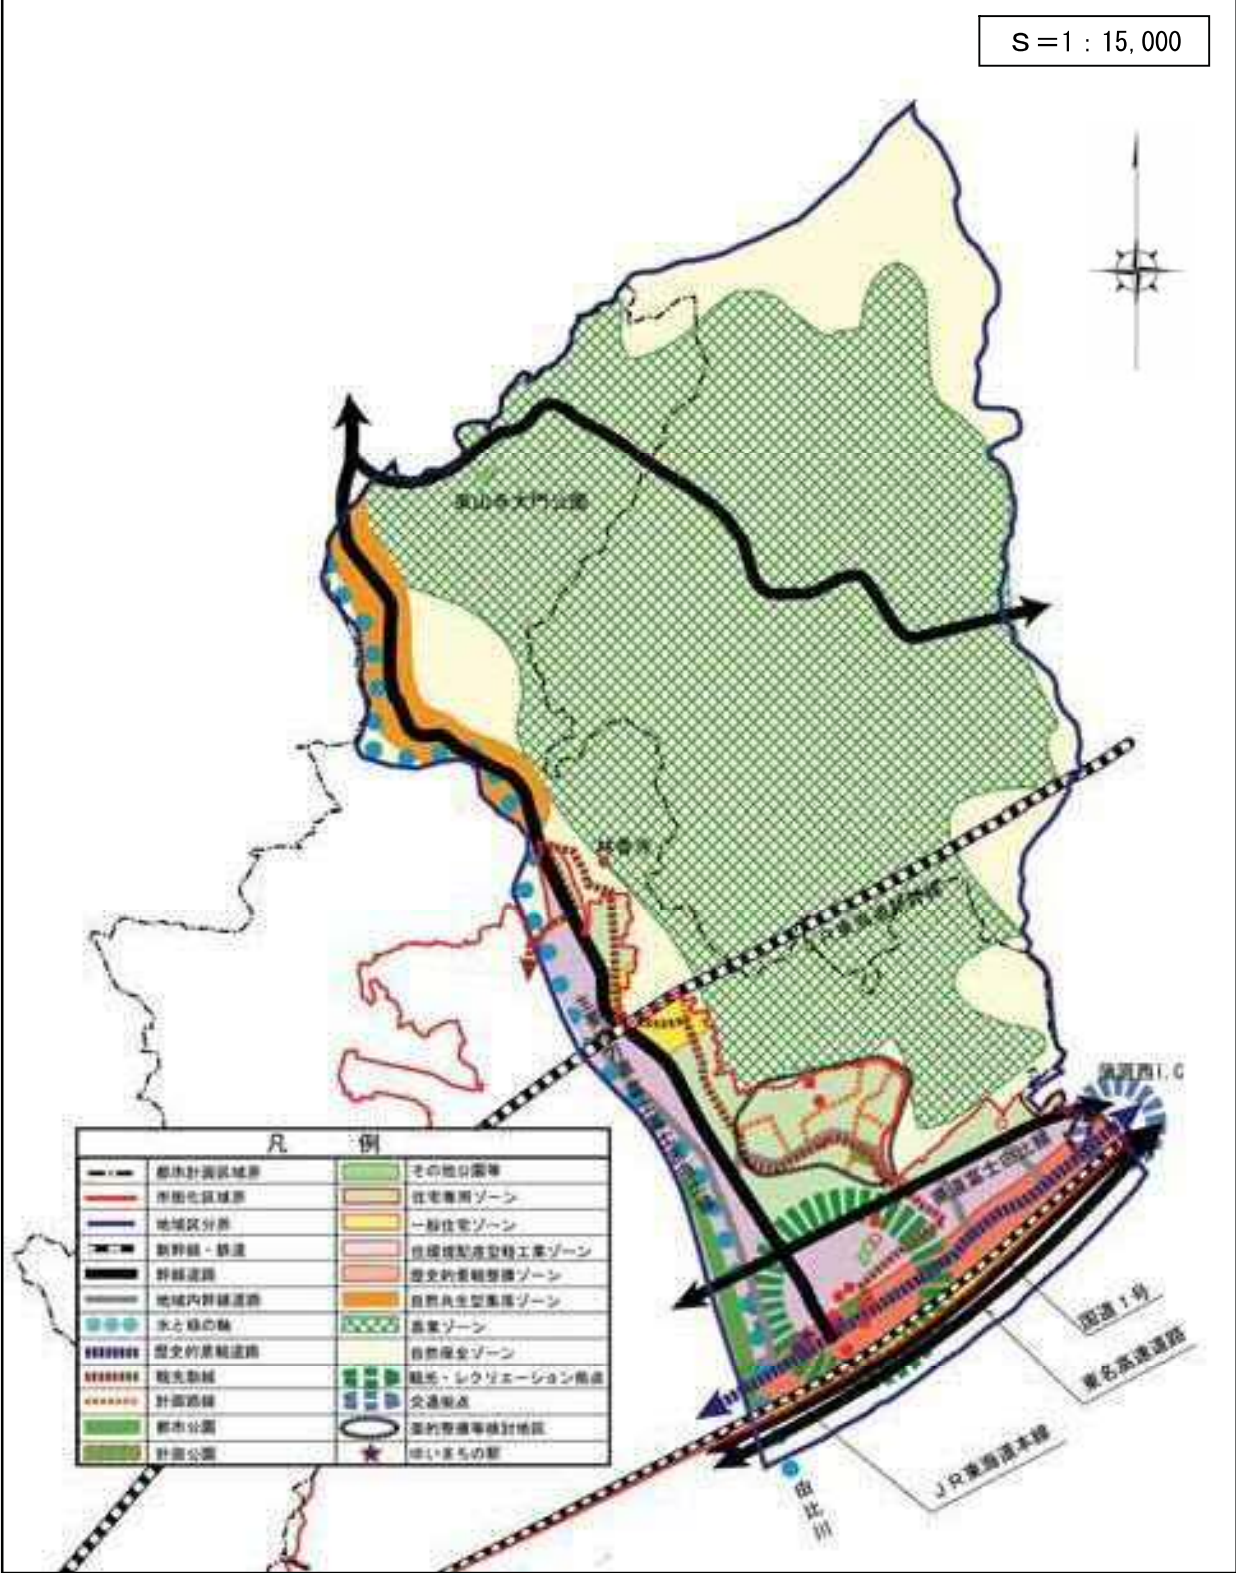 S=1：15,000
林香寺
蒲原西I.C
凡 例
都市計画区域界
その他公園等
市街化区域界
住宅専用ゾーン
地域区分界
一般住宅ゾーン
新幹線・鉄道
住環境配慮型軽工業ゾーン
幹線道路
歴史的景観整備ゾーン
地域内幹線道路
自然共生型集落ゾーン
水と緑の軸
農業ゾーン
歴史的景観道路
自然保全ゾーン
観光動線
観光・レクリエーション拠点
計画路線
交通拠点
都市公園
面的整備等検討地区
計画公園
ゆいまちの駅
国道1号
東名高速道路
JR東海道本線
由比川